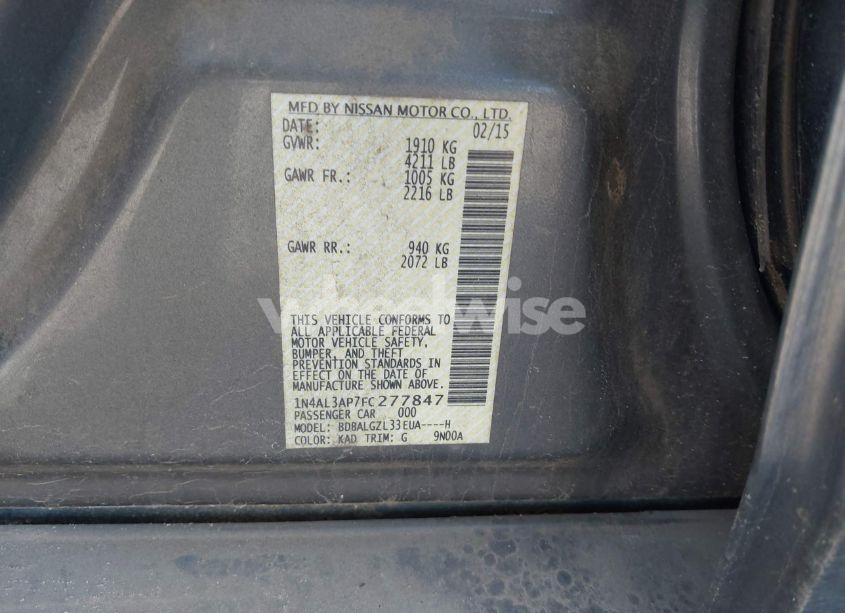 MFD BY NISSAN MOTOR CO., LTD.
DATE: 02/15
GVWR: 1910 KG
4211 LB
GAWR FR.: 1005 KG
2216 LB
GAWR RR.: 940 KG
2072 LB
wheelwise
THIS VEHICLE CONFORMS TO
ALL APPLICABLE FEDERAL
MOTOR VEHICLE SAFETY,
BUMPER, AND THEFT
PREVENTION STANDARDS IN
EFFECT ON THE DATE OF
MANUFACTURE SHOWN ABOVE.
1N4AL3AP7FC277847
PASSENGER CAR 000
MODEL: BDBALGZL33EUA----H
COLOR: KAD TRIM: G 9N00A